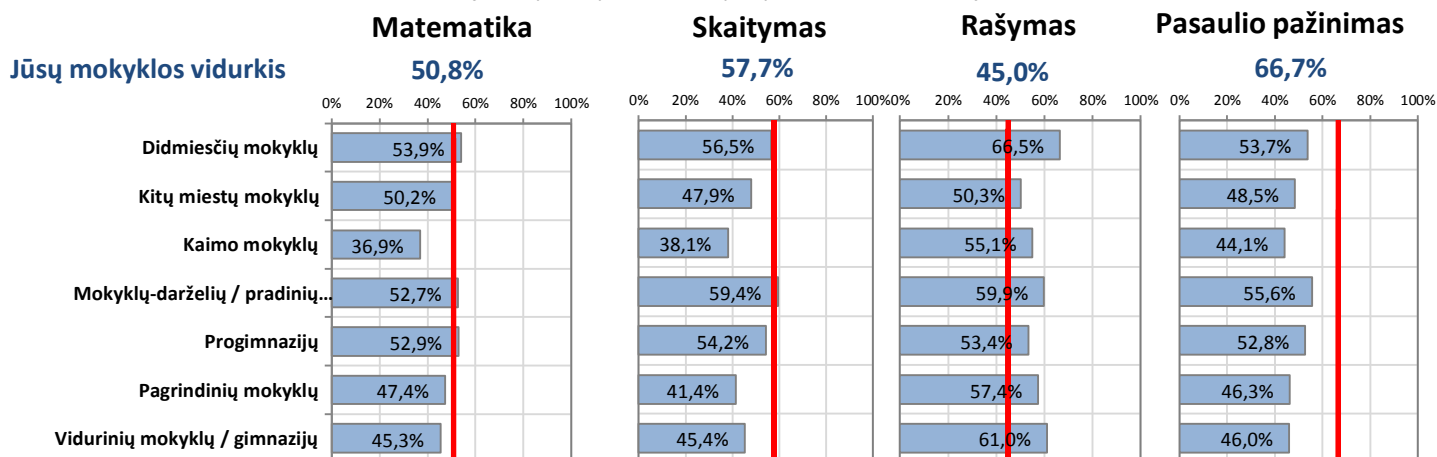 Matematika Skaitymas Rašymas Pasaulio pažinimas
Jūsų mokyklos vidurkis 50,8% 57,7% 45,0% 66,7%
0% 20% 40% 60% 80% 100% 0% 20% 40% 60% 80% 100% 0% 20% 40% 60% 80% 100% 0% 20% 40% 60% 80% 100%
Didmiesčių mokyklų 53,9% 56,5% 66,5% 53,7%
Kitų miestų mokyklų 50,2% 47,9% 50,3% 48,5%
Kaimo mokyklų 36,9% 38,1% 55,1% 44,1%
Mokyklų-darželių / pradinių... 52,7% 59,4% 59,9% 55,6%
Progimnazijų 52,9% 54,2% 53,4% 52,8%
Pagrindinių mokyklų 47,4% 41,4% 57,4% 46,3%
Vidurinių mokyklų / gimnazijų 45,3% 45,4% 61,0% 46,0%